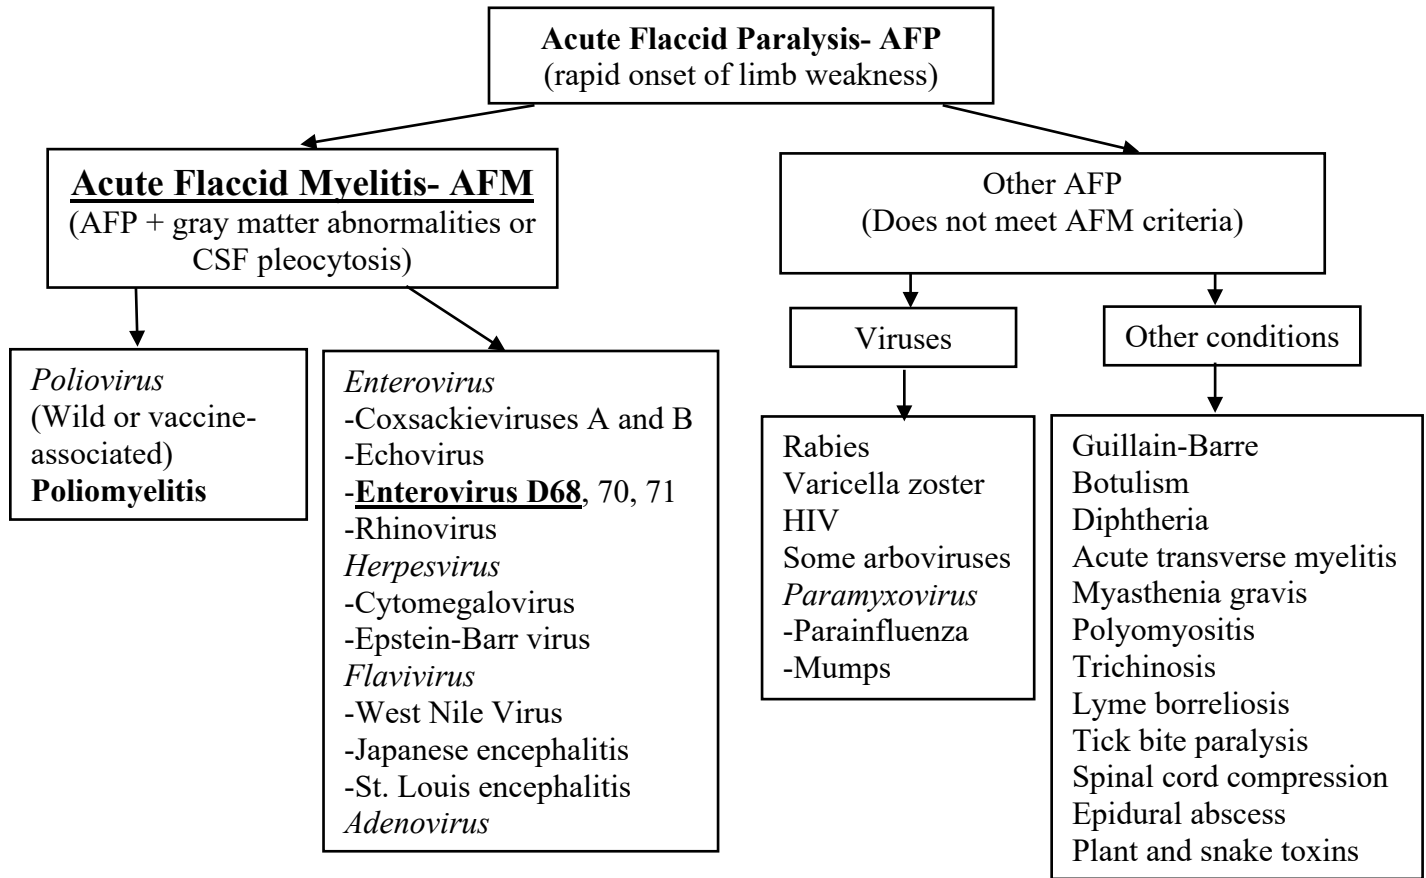 Acute Flaccid Paralysis- AFP
(rapid onset of limb weakness)
Acute Flaccid Myelitis- AFM
(AFP + gray matter abnormalities or
CSF pleocytosis)
Other AFP
(Does not meet AFM criteria)
Viruses
Other conditions
Poliovirus
(Wild or vaccine-
associated)
Poliomyelitis
Enterovirus
-Coxsackieviruses A and B
-Echovirus
-Enterovirus D68, 70, 71
-Rhinovirus
Herpesvirus
-Cytomegalovirus
-Epstein-Barr virus
Flavivirus
-West Nile Virus
-Japanese encephalitis
-St. Louis encephalitis
Adenovirus
Rabies
Varicella zoster
HIV
Some arboviruses
Paramyxovirus
-Parainfluenza
-Mumps
Guillain-Barre
Botulism
Diphtheria
Acute transverse myelitis
Myasthenia gravis
Polyomyositis
Trichinosis
Lyme borreliosis
Tick bite paralysis
Spinal cord compression
Epidural abscess
Plant and snake toxins